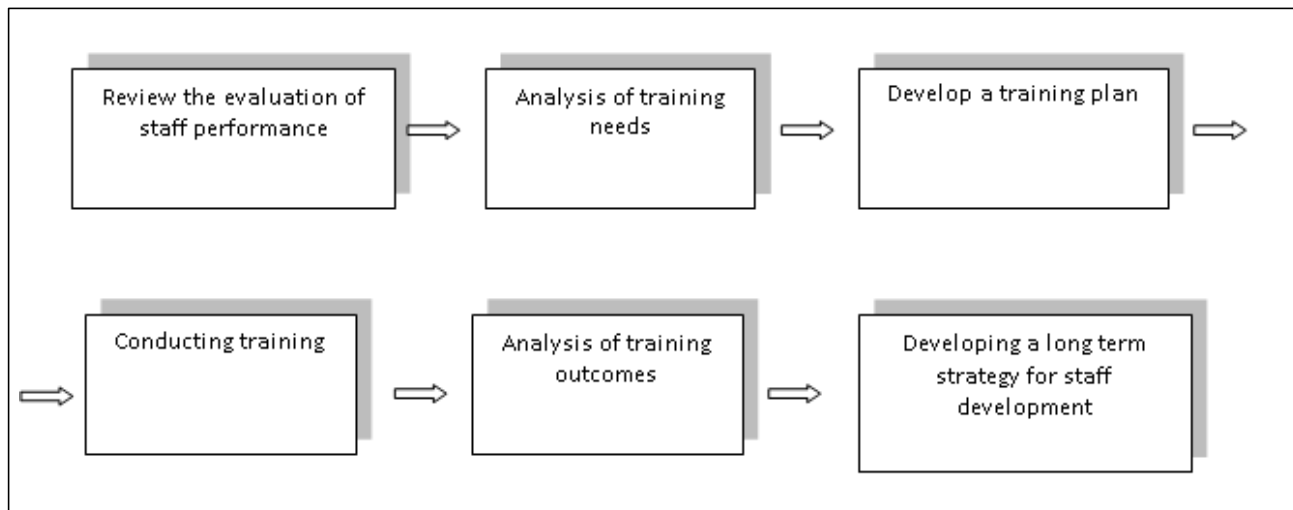 Review the evaluation of
staff performance
Analysis of training
needs
Develop a training plan
Conducting training
Analysis of training
outcomes
Developing a long term
strategy for staff
development